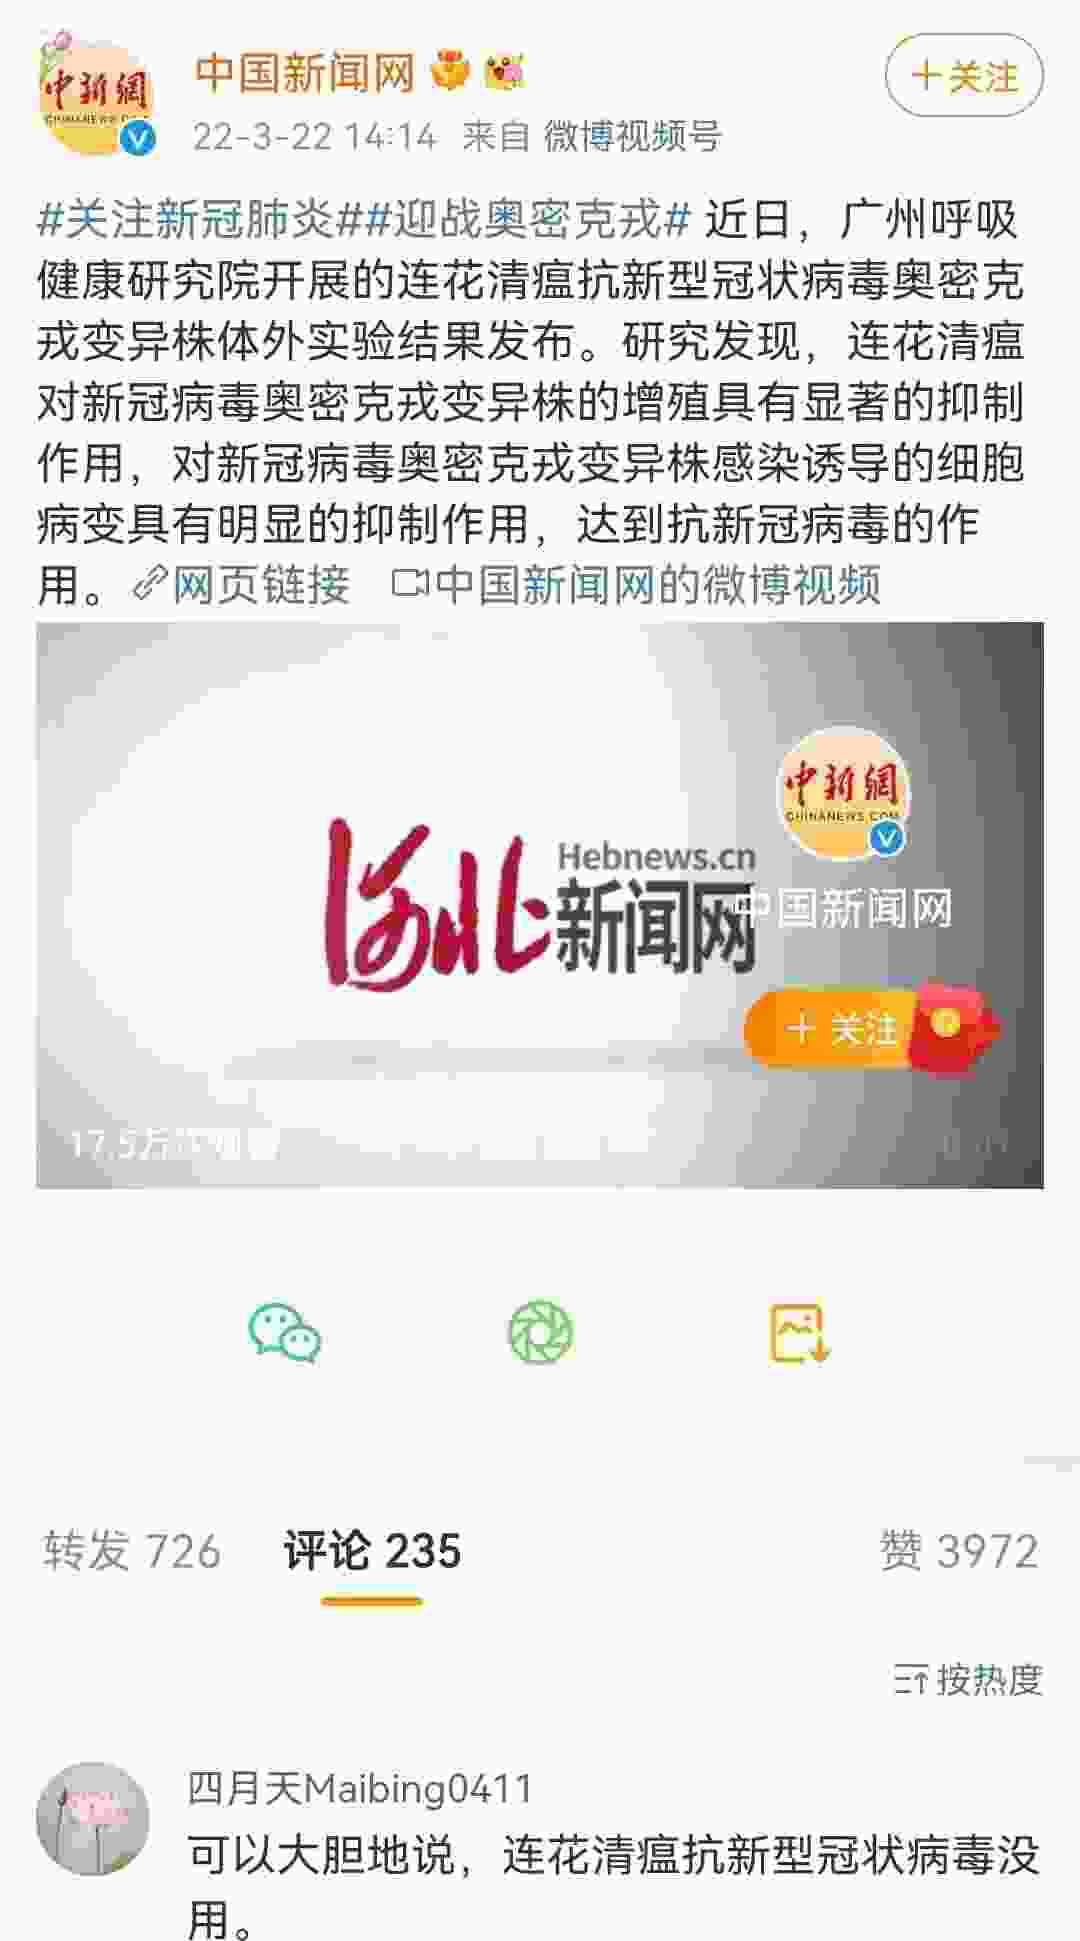 中新網
CHINANEWS.COM
中国新闻网
+关注
22-3-22 14:14 来自 微博视频号
#关注新冠肺炎##迎战奥密克戎# 近日，广州呼吸
健康研究院开展的连花清瘟抗新型冠状病毒奥密克
戎变异株体外实验结果发布。研究发现，连花清瘟
对新冠病毒奥密克戎变异株的增殖具有显著的抑制
作用，对新冠病毒奥密克戎变异株感染诱导的细胞
病变具有明显的抑制作用，达到抗新冠病毒的作
用。网页链接 中国新闻网的微博视频
中新網
CHINANEWS.COM
河北
Hebnews.cn
新闻网
中国新闻网
+ 关注
17.5万次观看
转发 726 评论 235 赞 3972
按热度
四月天Maibing0411
可以大胆地说，连花清瘟抗新型冠状病毒没
用。